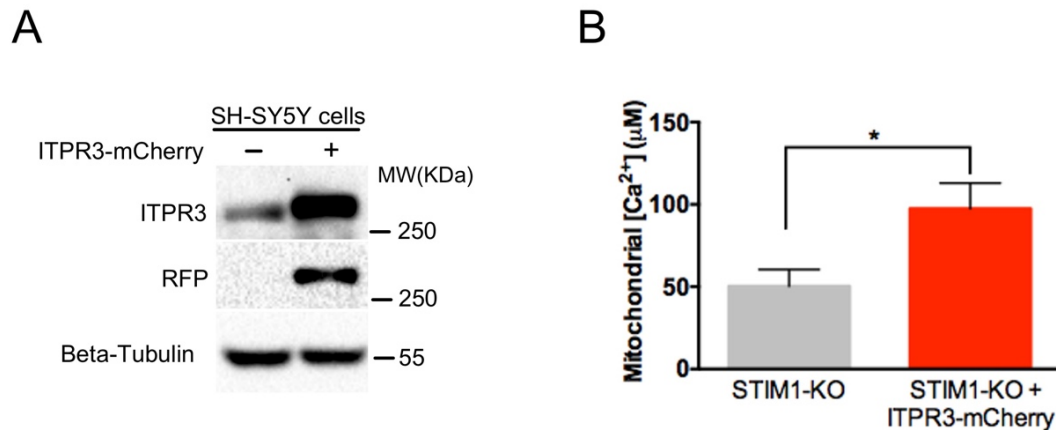 A
SH-SY5Y cells
ITPR3-mCherry − +
MW(KDa)
ITPR3
250
RFP
250
Beta-Tubulin
55
B
Mitochondrial [Ca²⁺] (μM)
150
100
50
0
*
STIM1-KO
STIM1-KO +
ITPR3-mCherry